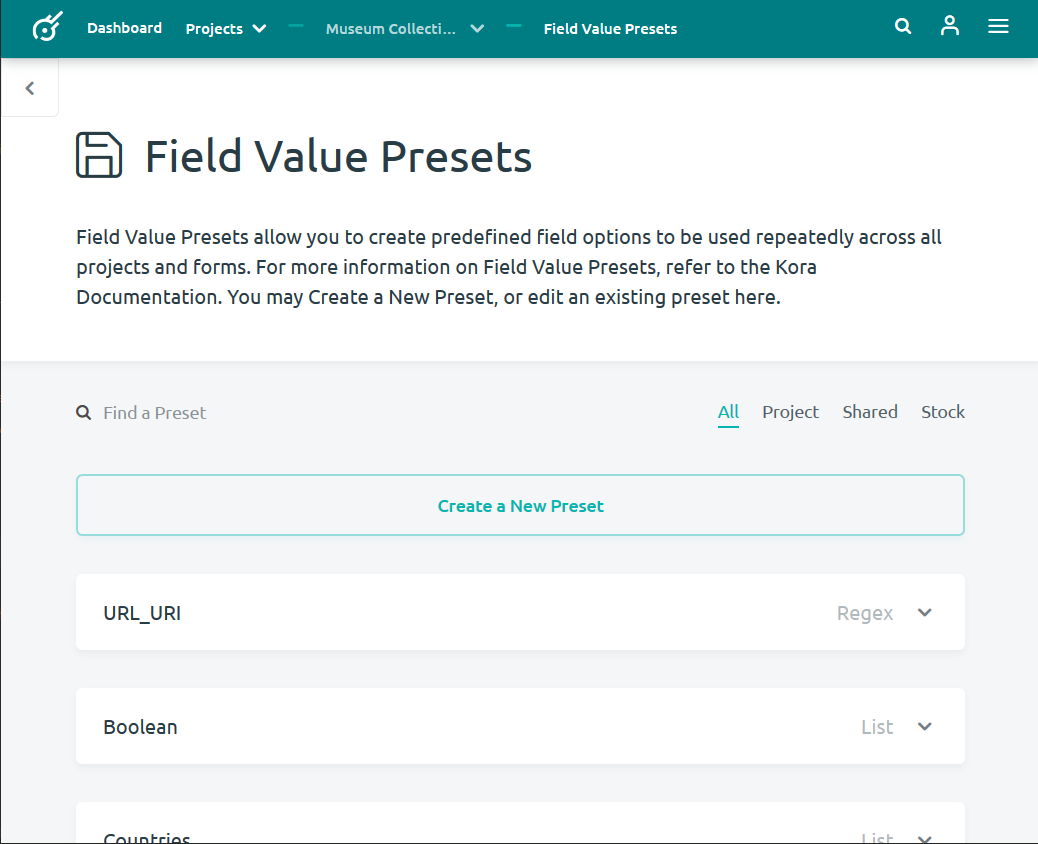 Dashboard Projects Museum Collecti... Field Value Presets
Field Value Presets
Field Value Presets allow you to create predefined field options to be used repeatedly across all
projects and forms. For more information on Field Value Presets, refer to the Kora
Documentation. You may Create a New Preset, or edit an existing preset here.
Find a Preset All Project Shared Stock
Create a New Preset
URL_URI Regex
Boolean List
Countries List